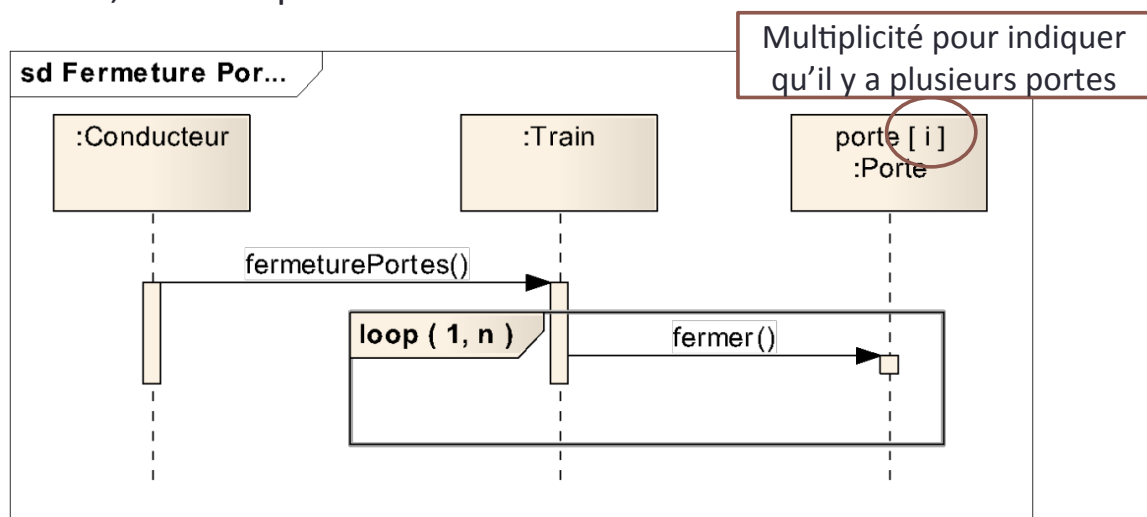 Multiplicité pour indiquer
qu'il y a plusieurs portes
sd Fermeture Por...
:Conducteur
:Train
porte [ i ]
:Porte
fermeturePortes()
loop ( 1, n )
fermer()